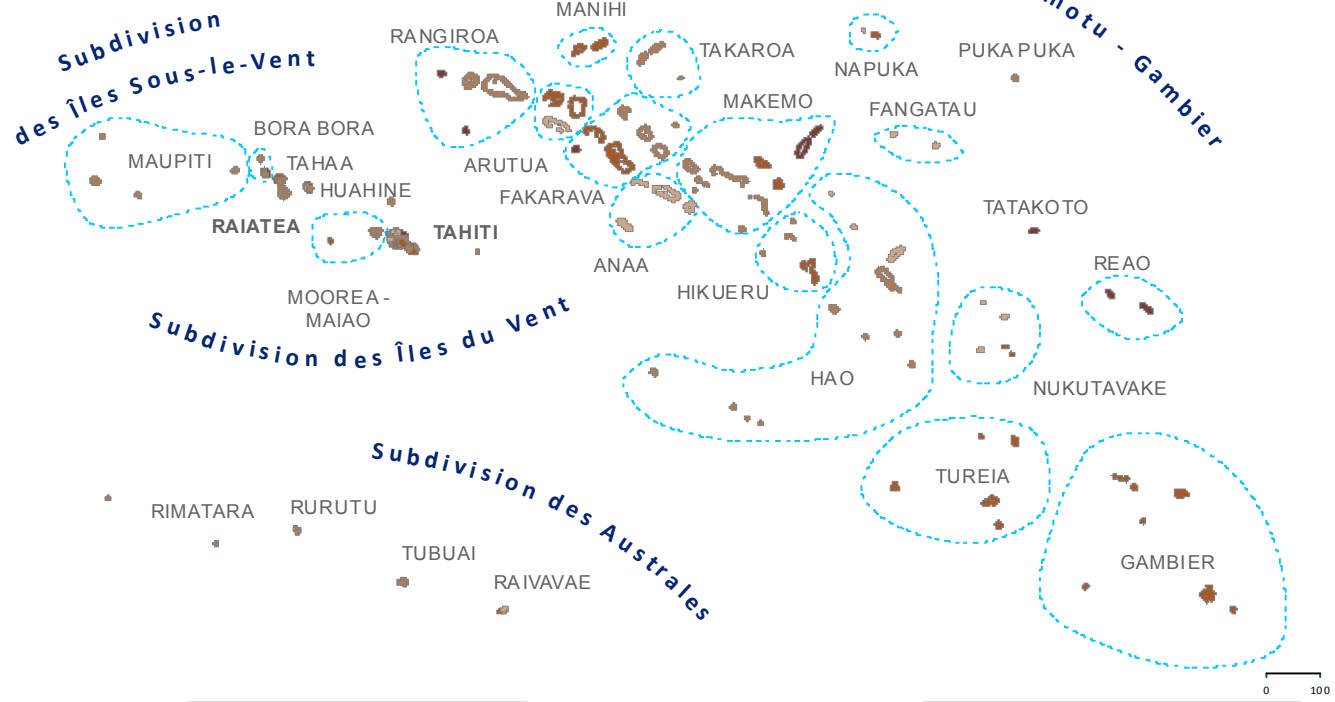 MANIHI
Subdivision
des Îles Sous-le-Vent
RANGIROA
TAKAROA
NAPUKA
PUKA PUKA
motu - Gambier
MAKEMO
FANGATAU
BORA BORA
MAUPITI
TAHAA
ARUTUA
HUAHINE
FAKARAVA
RAIATEA
TAHITI
TATAKOTO
ANAA
REAO
HIKUERU
MOOREA -
MAIAO
Subdivision des Îles du Vent
HAO
NUKUTAVAKE
Subdivision des Australes
TUREIA
RIMATARA
RURUTU
TUBUAI
RAIVAVAE
GAMBIER
0 100